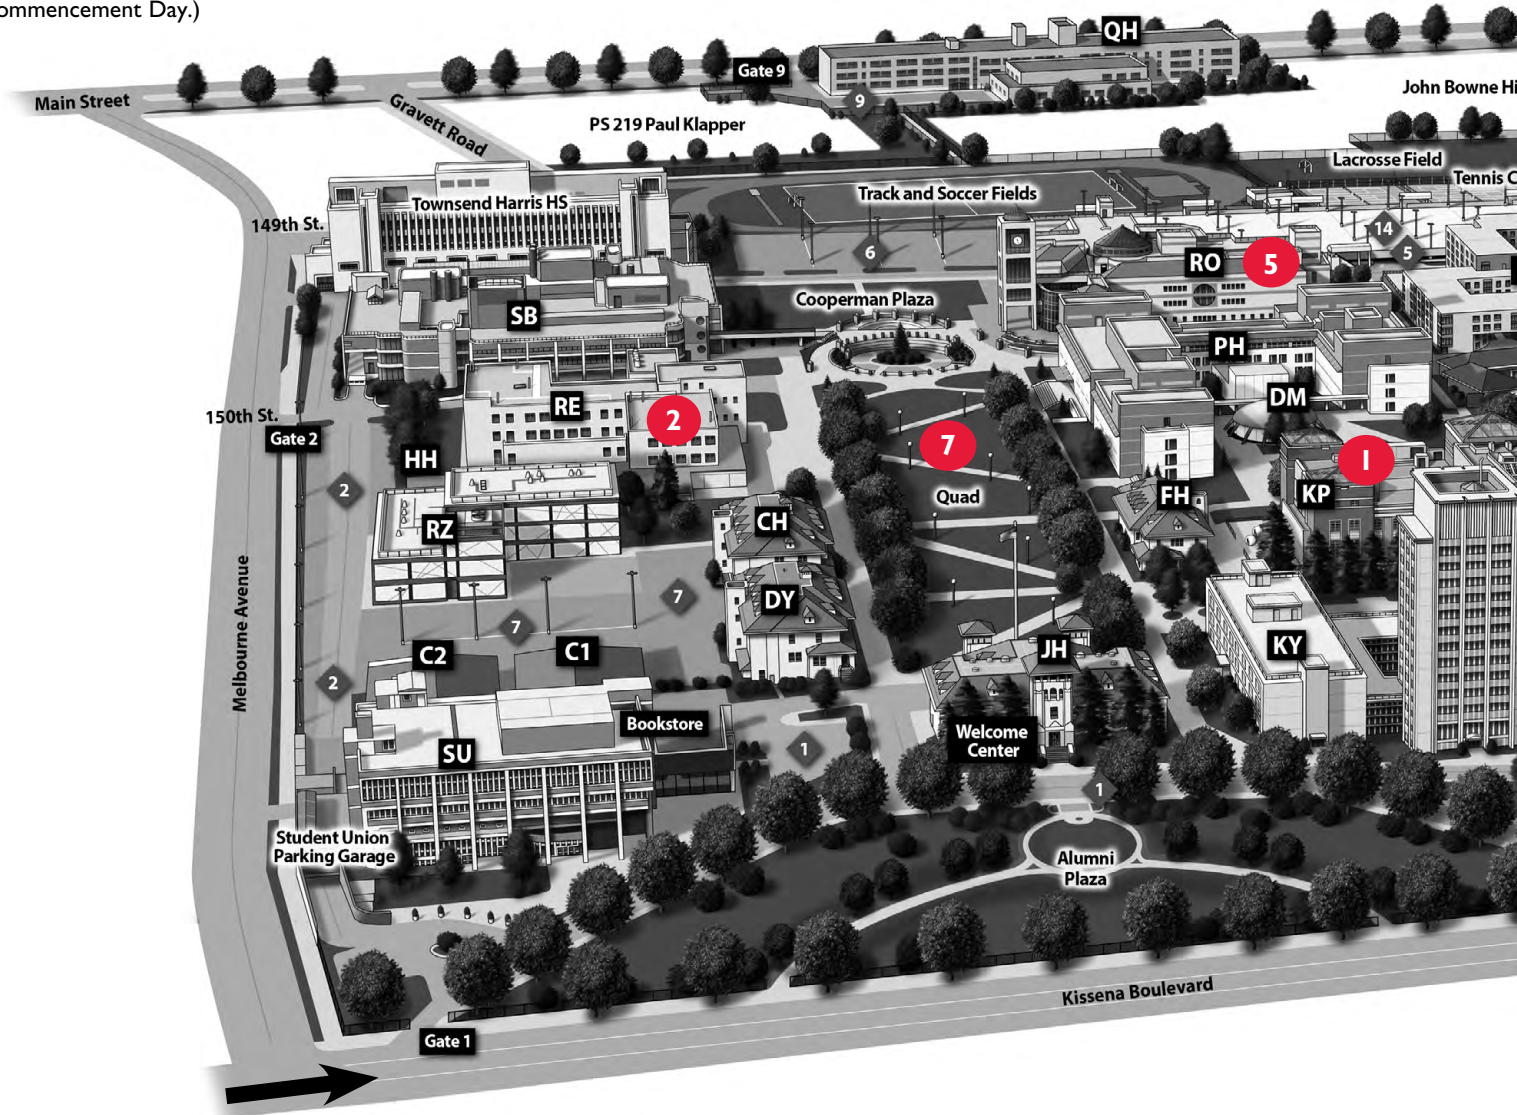 ommencement Day.)
QH
Gate 9
Main Street
Gravett Road
9
John Bowne Hi
PS 219 Paul Klapper
Lacrosse Field
Tennis C
Townsend Harris HS
Track and Soccer Fields
149th St.
14
6
5
RO
5
Cooperman Plaza
SB
PH
DM
RE
2
150th St.
Gate 2
7
HH
1
2
Quad
FH
KP
CH
RZ
Melbourne Avenue
7
DY
7
C2
C1
JH
KY
2
Bookstore
SU
Welcome
Center
1
1
Student Union
Parking Garage
Alumni
Plaza
Kissena Boulevard
Gate 1